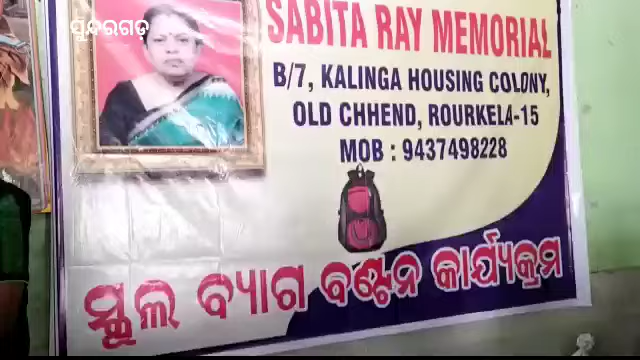 ସୁନ୍ଦରଗଡ
SABITA RAY MEMORIAL
B/7, KALINGA HOUSING COLONY,
OLD CHHEND, ROURKELA-15
MOB : 9437498228
ସ୍କୁଲ ବ୍ୟାଗ ବଣ୍ଟନ କାର୍ଯ୍ୟକ୍ରମ